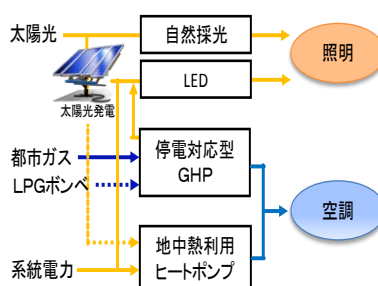 太陽光
自然採光
照明
LED
太陽光発電
都市ガス
停電対応型
GHP
LPGボンベ
空調
地中熱利用
ヒートポンプ
系統電力